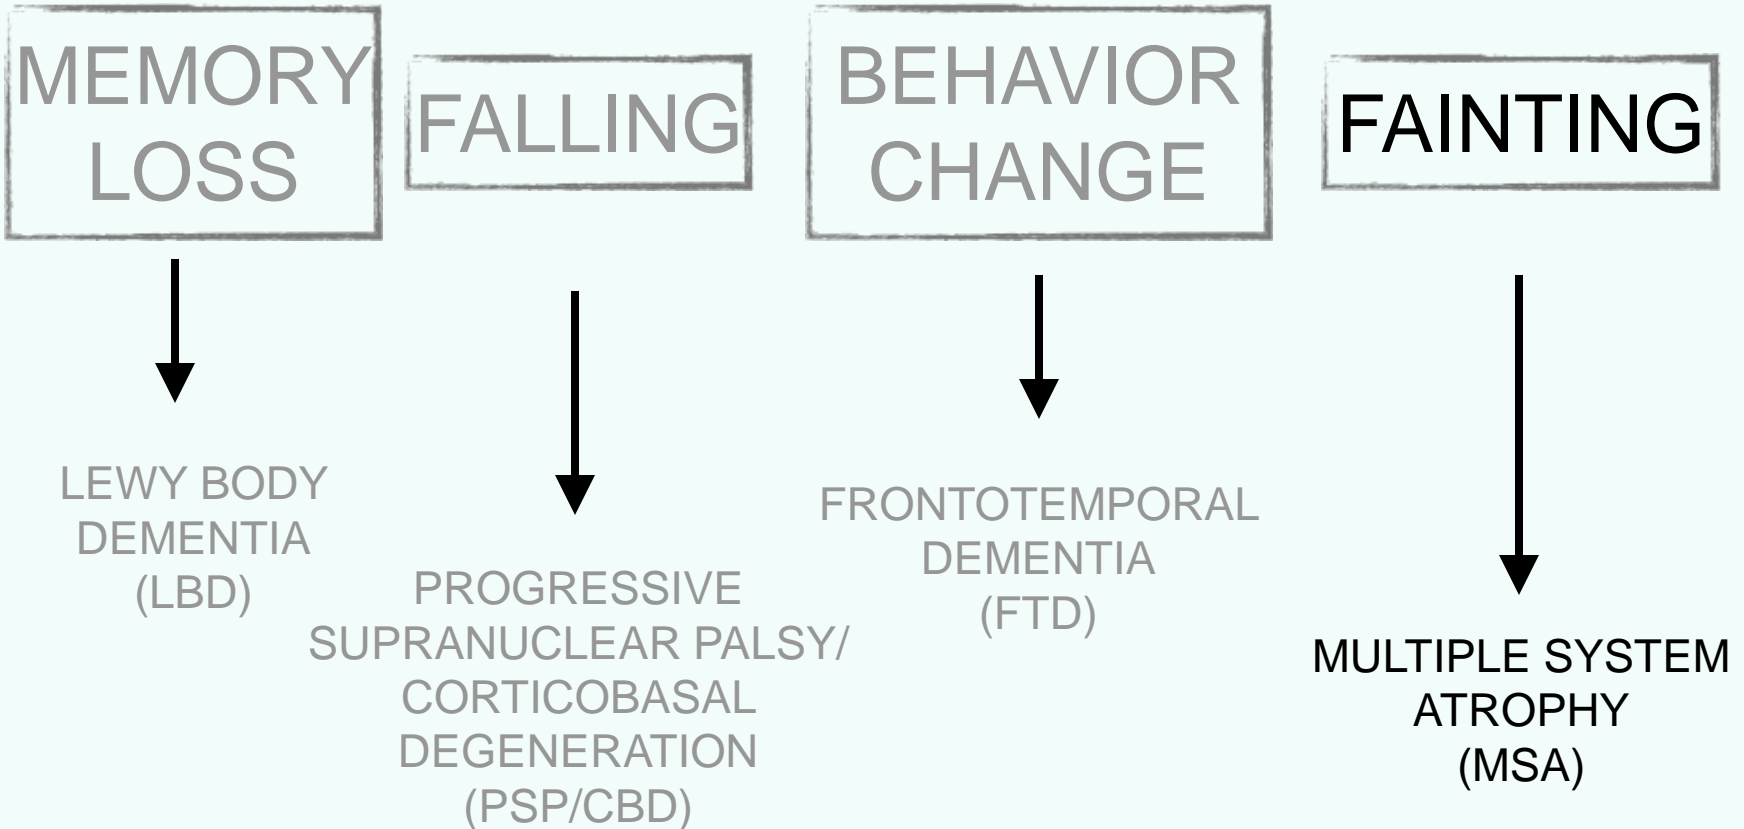 MEMORY
LOSS
FALLING
BEHAVIOR
CHANGE
FAINTING
LEWY BODY
DEMENTIA
(LBD)
PROGRESSIVE
SUPRANUCLEAR PALSY/
CORTICOBASAL
DEGENERATION
(PSP/CBD)
FRONTOTEMPORAL
DEMENTIA
(FTD)
MULTIPLE SYSTEM
ATROPHY
(MSA)